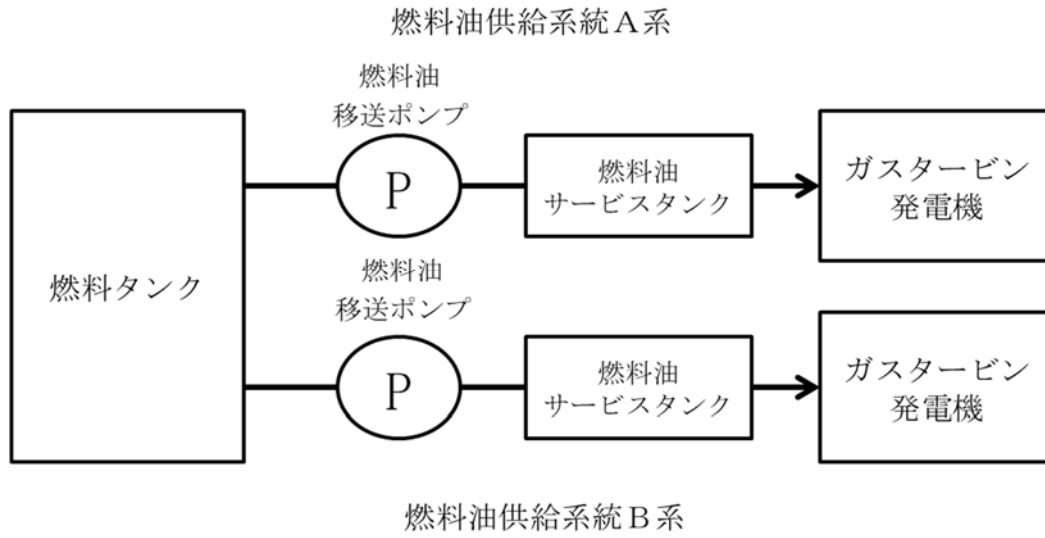 燃料油供給系統A系
燃料油
移送ポンプ
P
燃料油
サービスタンク
ガスタービン
発電機
燃料タンク
燃料油
移送ポンプ
P
燃料油
サービスタンク
ガスタービン
発電機
燃料油供給系統B系